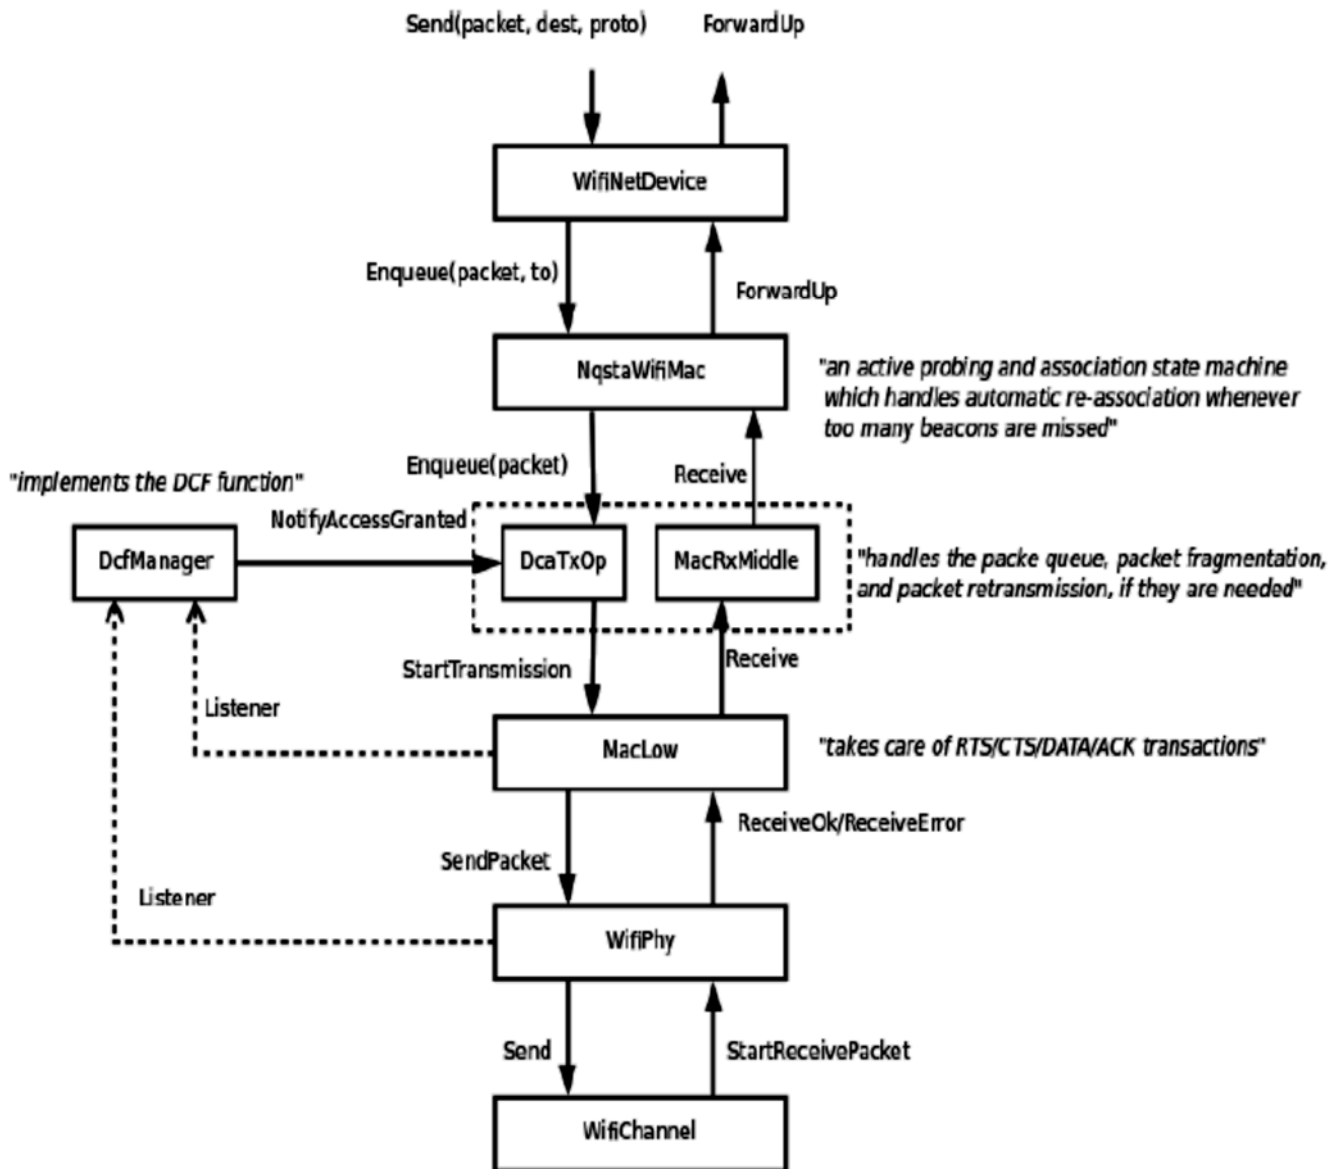 Send(packet, dest, proto)
ForwardUp
WifiNetDevice
Enqueue(packet, to)
ForwardUp
NqstaWifiMac
"an active probing and association state machine
which handles automatic re-association whenever
too many beacons are missed"
Enqueue(packet)
Receive
"implements the DCF function"
NotifyAccessGranted
DcfManager
DcaTxOp
MacRxMiddle
"handles the packe queue, packet fragmentation,
and packet retransmission, if they are needed"
StartTransmission
Receive
Listener
MacLow
"takes care of RTS/CTS/DATA/ACK transactions"
ReceiveOk/ReceiveError
SendPacket
Listener
WifiPhy
Send
StartReceivePacket
WifiChannel